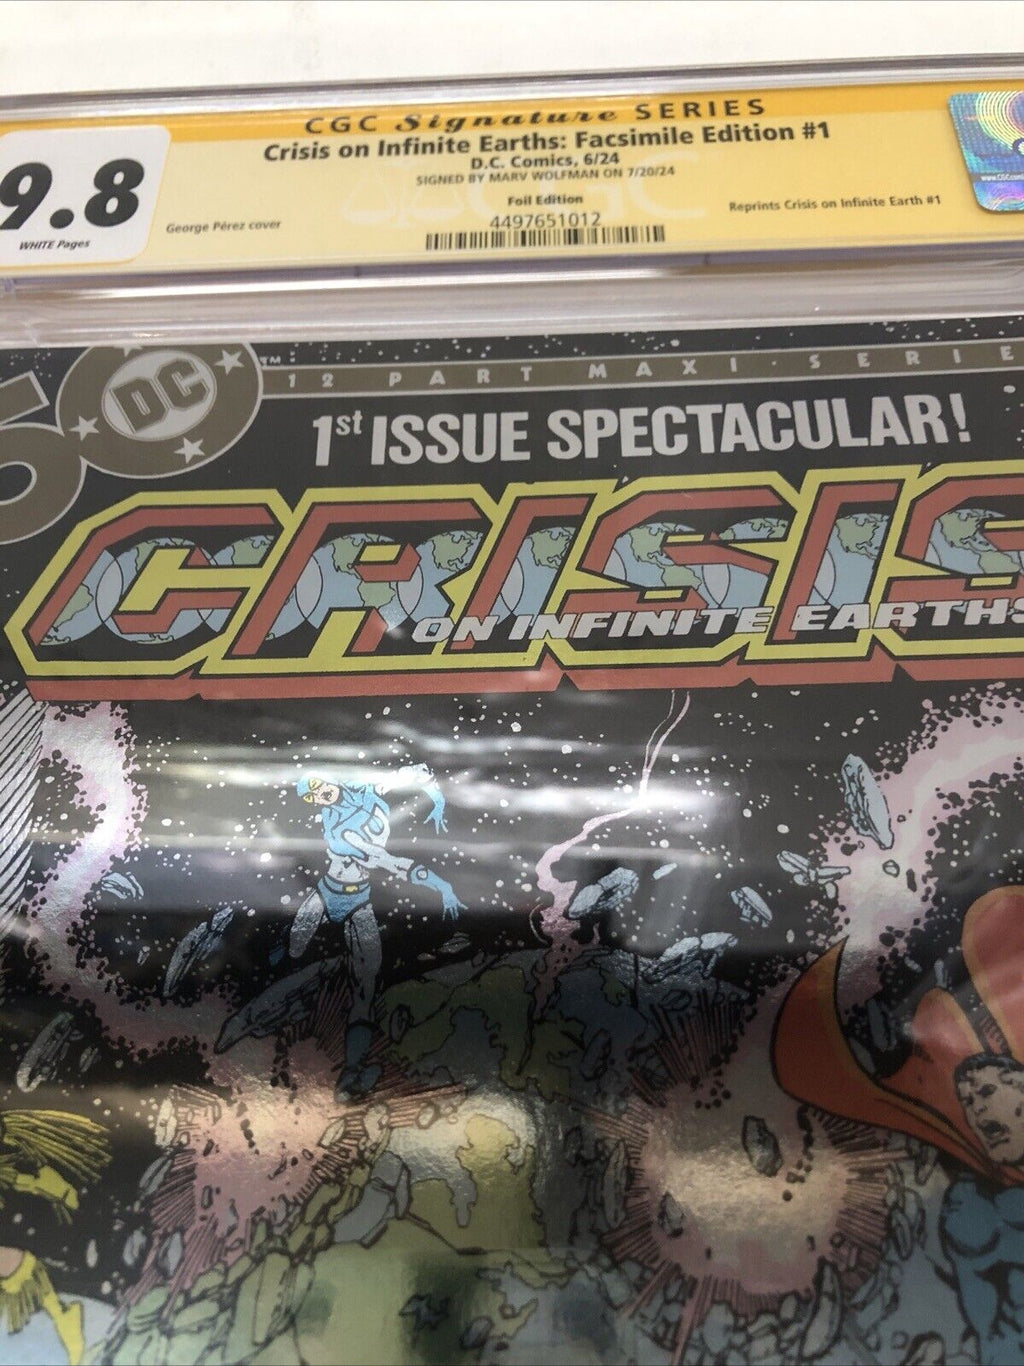 CGC Signature SERIES
Crisis on Infinite Earths: Facsimile Edition #1
D.C. Comics, 6/24
SIGNED BY MARV WOLFMAN ON 7/20/24
Foil Edition
4497651012
9.8
WHITE Pages
George Pérez cover
Reprints Crisis on Infinite Earth #1
50
DC
TM
12 PART MAXI-SERIE
1st ISSUE SPECTACULAR!
CRISIS
ON INFINITE EARTHS